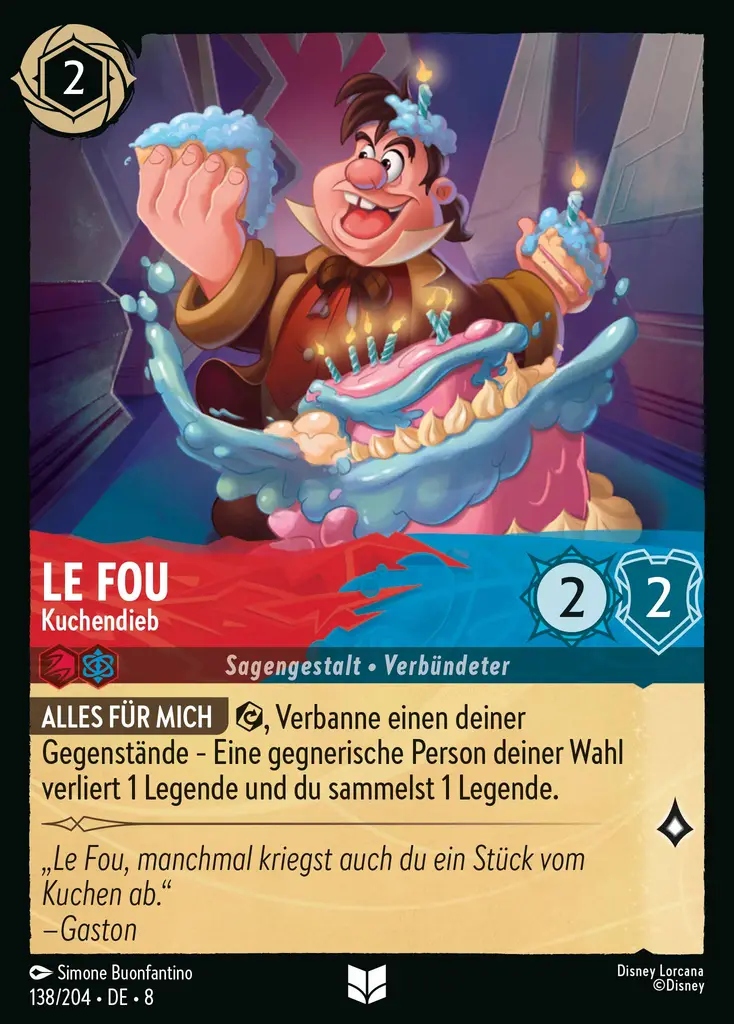 2
LE FOU
Kuchendieb
2
2
Sagengestalt • Verbündeter
ALLES FÜR MICH , Verbanne einen deiner
Gegenstände – Eine gegnerische Person deiner Wahl
verliert 1 Legende und du sammelst 1 Legende.
„Le Fou, manchmal kriegst auch du ein Stück vom
Kuchen ab.“
—Gaston
Simone Buonfantino
138/204 • DE • 8
Disney Lorcana
©Disney